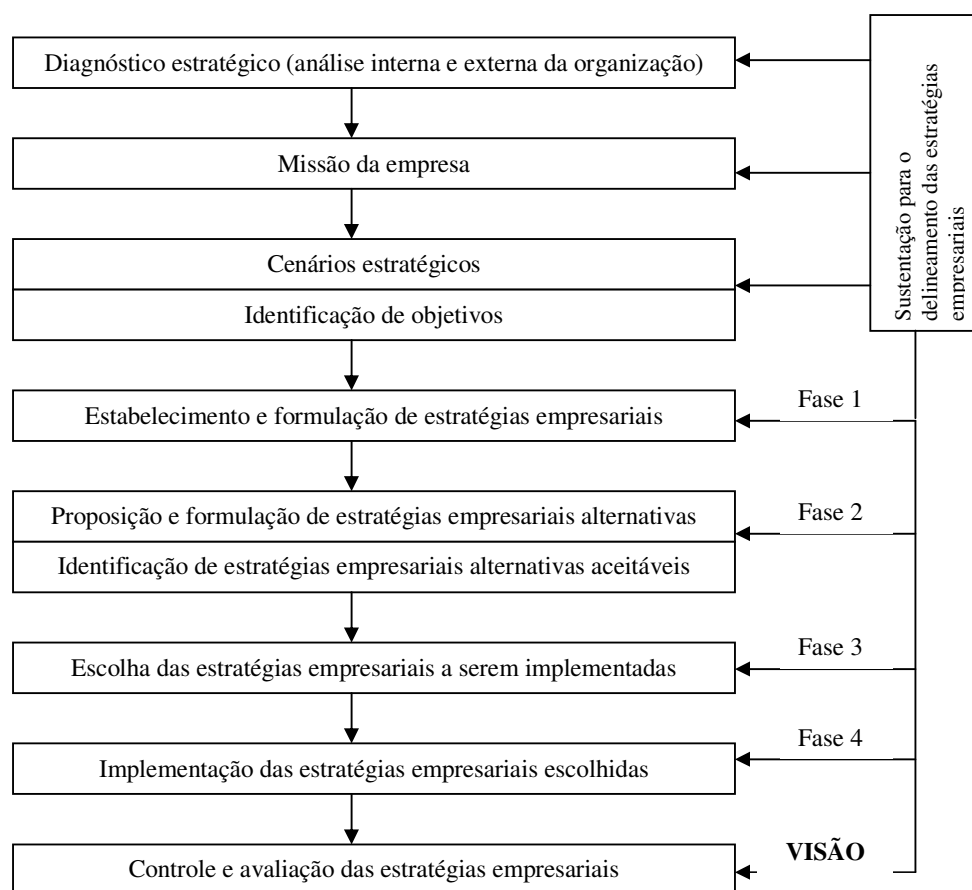 Diagnóstico estratégico (análise interna e externa da organização)
Missão da empresa
Cenários estratégicos
Identificação de objetivos
Sustentação para o
delineamento das estratégias
empresariais
Estabelecimento e formulação de estratégias empresariais
Fase 1
Proposição e formulação de estratégias empresariais alternativas
Fase 2
Identificação de estratégias empresariais alternativas aceitáveis
Escolha das estratégias empresariais a serem implementadas
Fase 3
Implementação das estratégias empresariais escolhidas
Fase 4
Controle e avaliação das estratégias empresariais
VISÃO